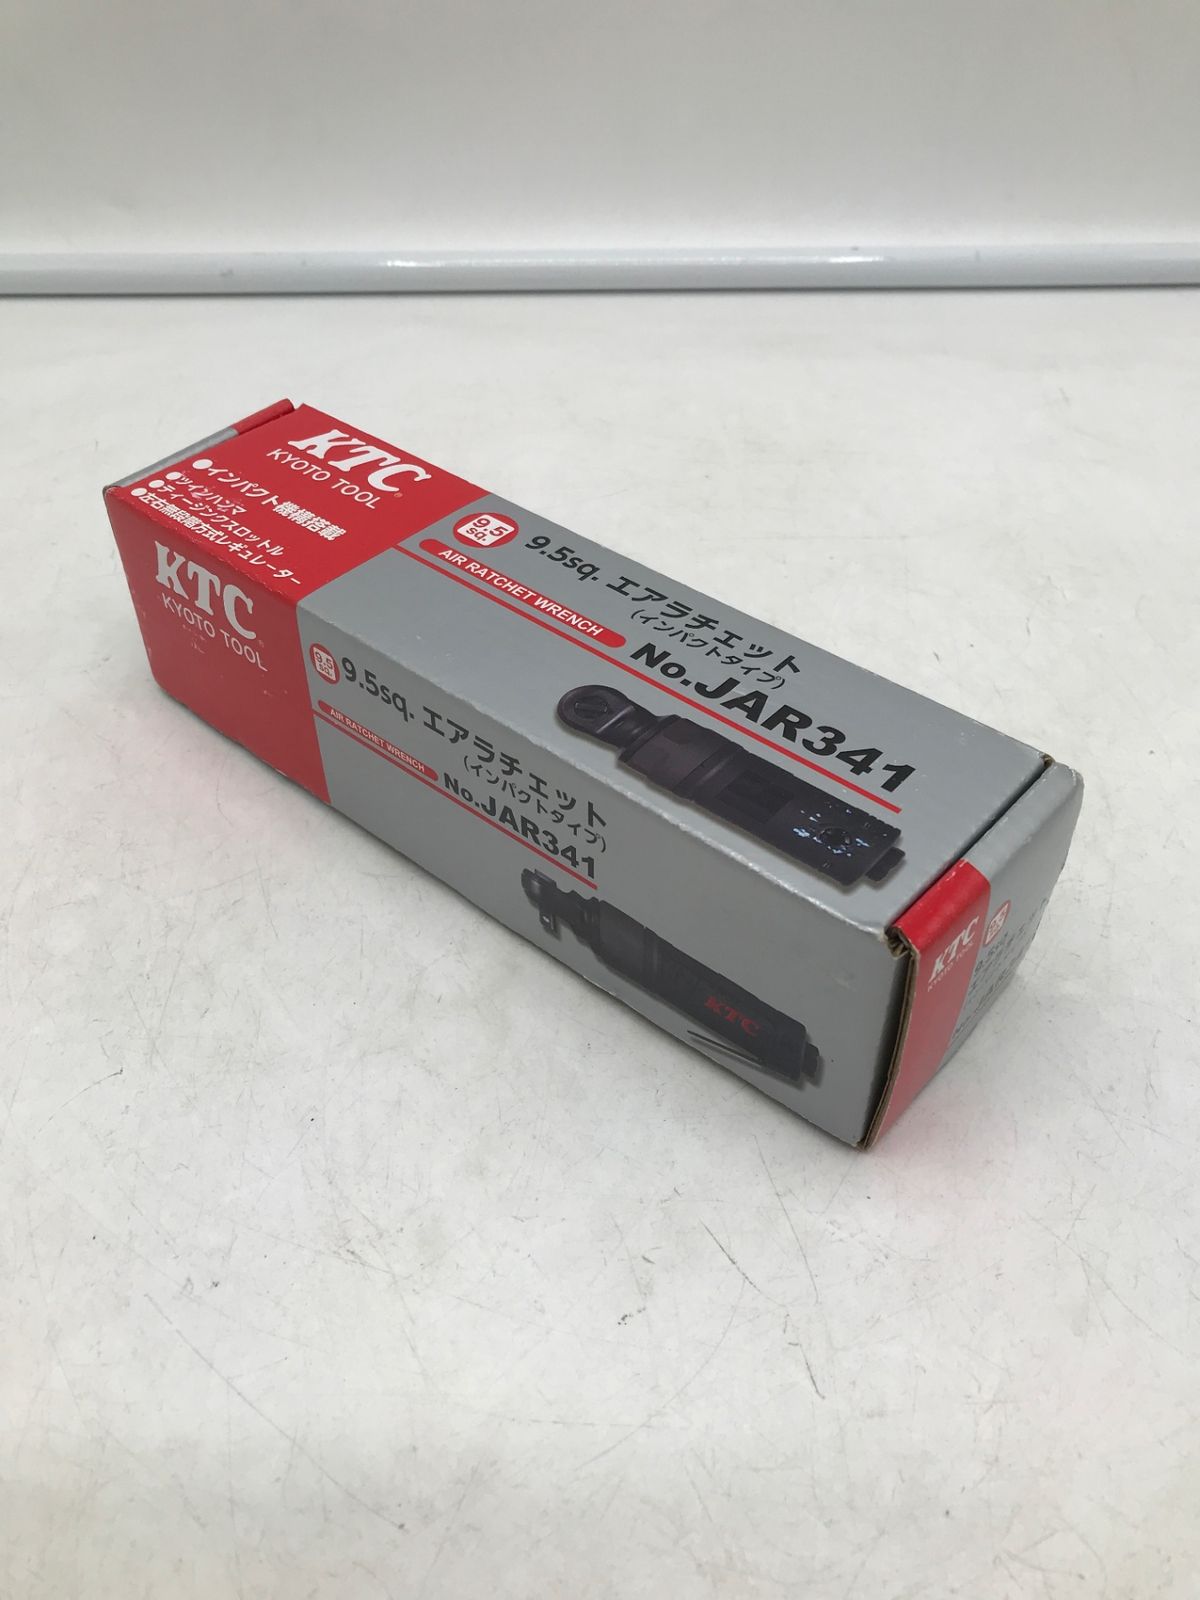 KTC
KYOTO TOOL
●インパクト機構搭載
●ツインハンマ
●ティージングスロットル
●左右無段階方式レギュレーター
9.5
sq.
9.5sq. エアラチェット
(インパクトタイプ)
AIR RATCHET WRENCH
No.JAR341
KTC
KYOTO TOOL
9.5
sq.
9.5sq. エアラチェット
(インパクトタイプ)
AIR RATCHET WRENCH
No.JAR341
KTC
KTC
KYOTO TOOL